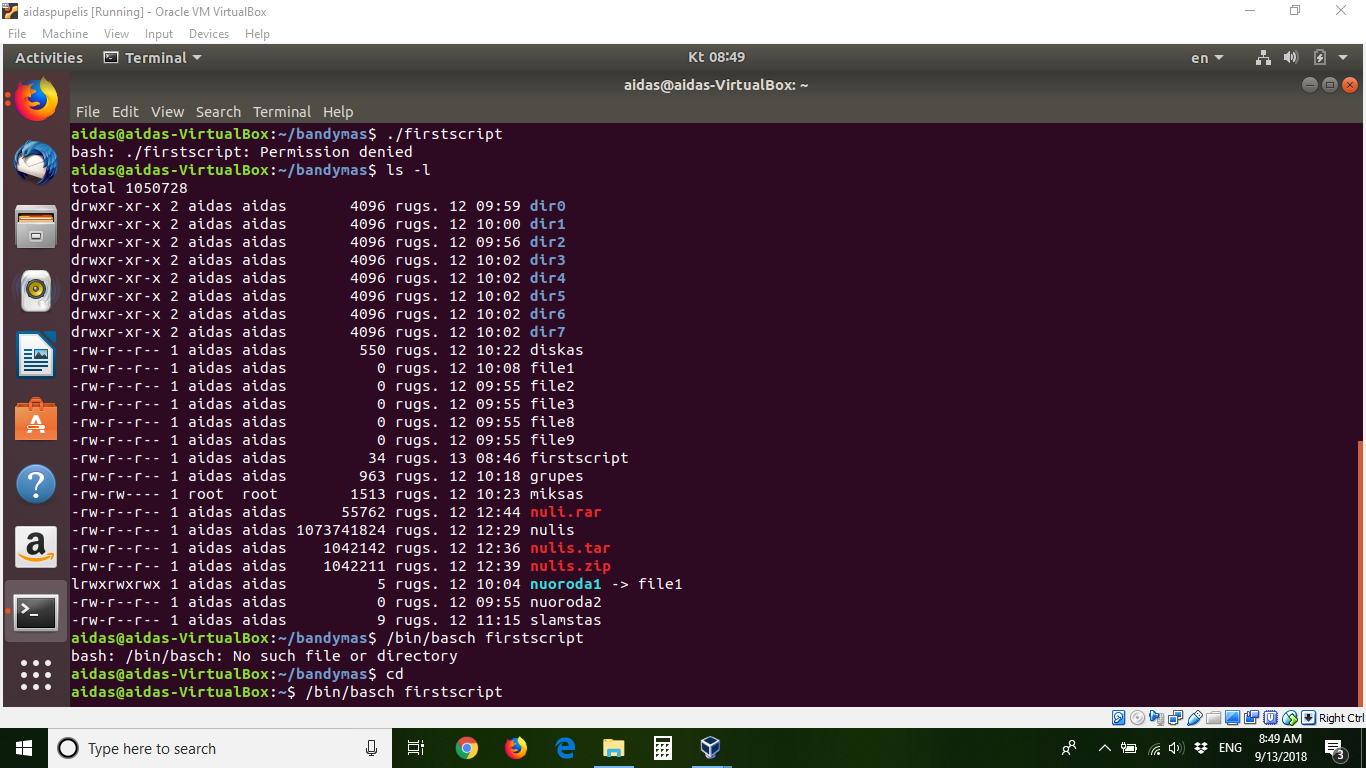 aidaspupelis [Running] - Oracle VM VirtualBox
File Machine View Input Devices Help
Activities Terminal Kt 08:49 en
aidas@aidas-VirtualBox: ~
File Edit View Search Terminal Help
aidas@aidas-VirtualBox:~/bandymas$ ./firstscript
bash: ./firstscript: Permission denied
aidas@aidas-VirtualBox:~/bandymas$ ls -l
total 1050728
drwxr-xr-x 2 aidas aidas 4096 rugs. 12 09:59 dir0
drwxr-xr-x 2 aidas aidas 4096 rugs. 12 10:00 dir1
drwxr-xr-x 2 aidas aidas 4096 rugs. 12 09:56 dir2
drwxr-xr-x 2 aidas aidas 4096 rugs. 12 10:02 dir3
drwxr-xr-x 2 aidas aidas 4096 rugs. 12 10:02 dir4
drwxr-xr-x 2 aidas aidas 4096 rugs. 12 10:02 dir5
drwxr-xr-x 2 aidas aidas 4096 rugs. 12 10:02 dir6
drwxr-xr-x 2 aidas aidas 4096 rugs. 12 10:02 dir7
-rw-r--r-- 1 aidas aidas 550 rugs. 12 10:22 diskas
-rw-r--r-- 1 aidas aidas 0 rugs. 12 10:08 file1
-rw-r--r-- 1 aidas aidas 0 rugs. 12 09:55 file2
-rw-r--r-- 1 aidas aidas 0 rugs. 12 09:55 file3
-rw-r--r-- 1 aidas aidas 0 rugs. 12 09:55 file8
-rw-r--r-- 1 aidas aidas 0 rugs. 12 09:55 file9
-rw-r--r-- 1 aidas aidas 34 rugs. 13 08:46 firstscript
-rw-r--r-- 1 aidas aidas 963 rugs. 12 10:18 grupes
-rw-rw---- 1 root root 1513 rugs. 12 10:23 miksas
-rw-r--r-- 1 aidas aidas 55762 rugs. 12 12:44 nuli.rar
-rw-r--r-- 1 aidas aidas 1073741824 rugs. 12 12:29 nulis
-rw-r--r-- 1 aidas aidas 1042142 rugs. 12 12:36 nulis.tar
-rw-r--r-- 1 aidas aidas 1042211 rugs. 12 12:39 nulis.zip
lrwxrwxrwx 1 aidas aidas 5 rugs. 12 10:04 nuoroda1 -> file1
-rw-r--r-- 1 aidas aidas 0 rugs. 12 09:55 nuoroda2
-rw-r--r-- 1 aidas aidas 9 rugs. 12 11:15 slamstas
aidas@aidas-VirtualBox:~/bandymas$ /bin/basch firstscript
bash: /bin/basch: No such file or directory
aidas@aidas-VirtualBox:~/bandymas$ cd
aidas@aidas-VirtualBox:~$ /bin/basch firstscript
Right Ctrl
Type here to search
ENG
8:49 AM
9/13/2018
3